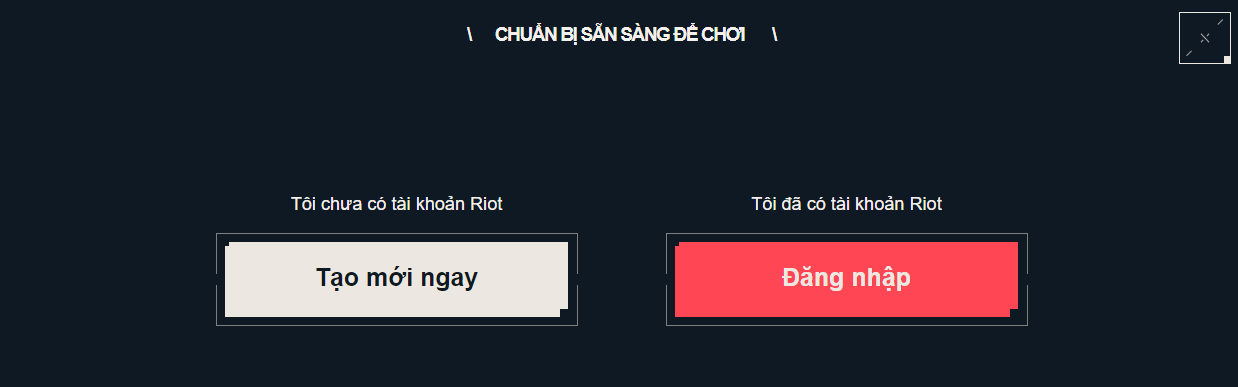 \ CHUẨN BỊ SẴN SÀNG ĐỂ CHƠI \
Tôi chưa có tài khoản Riot
Tạo mới ngay
Tôi đã có tài khoản Riot
Đăng nhập